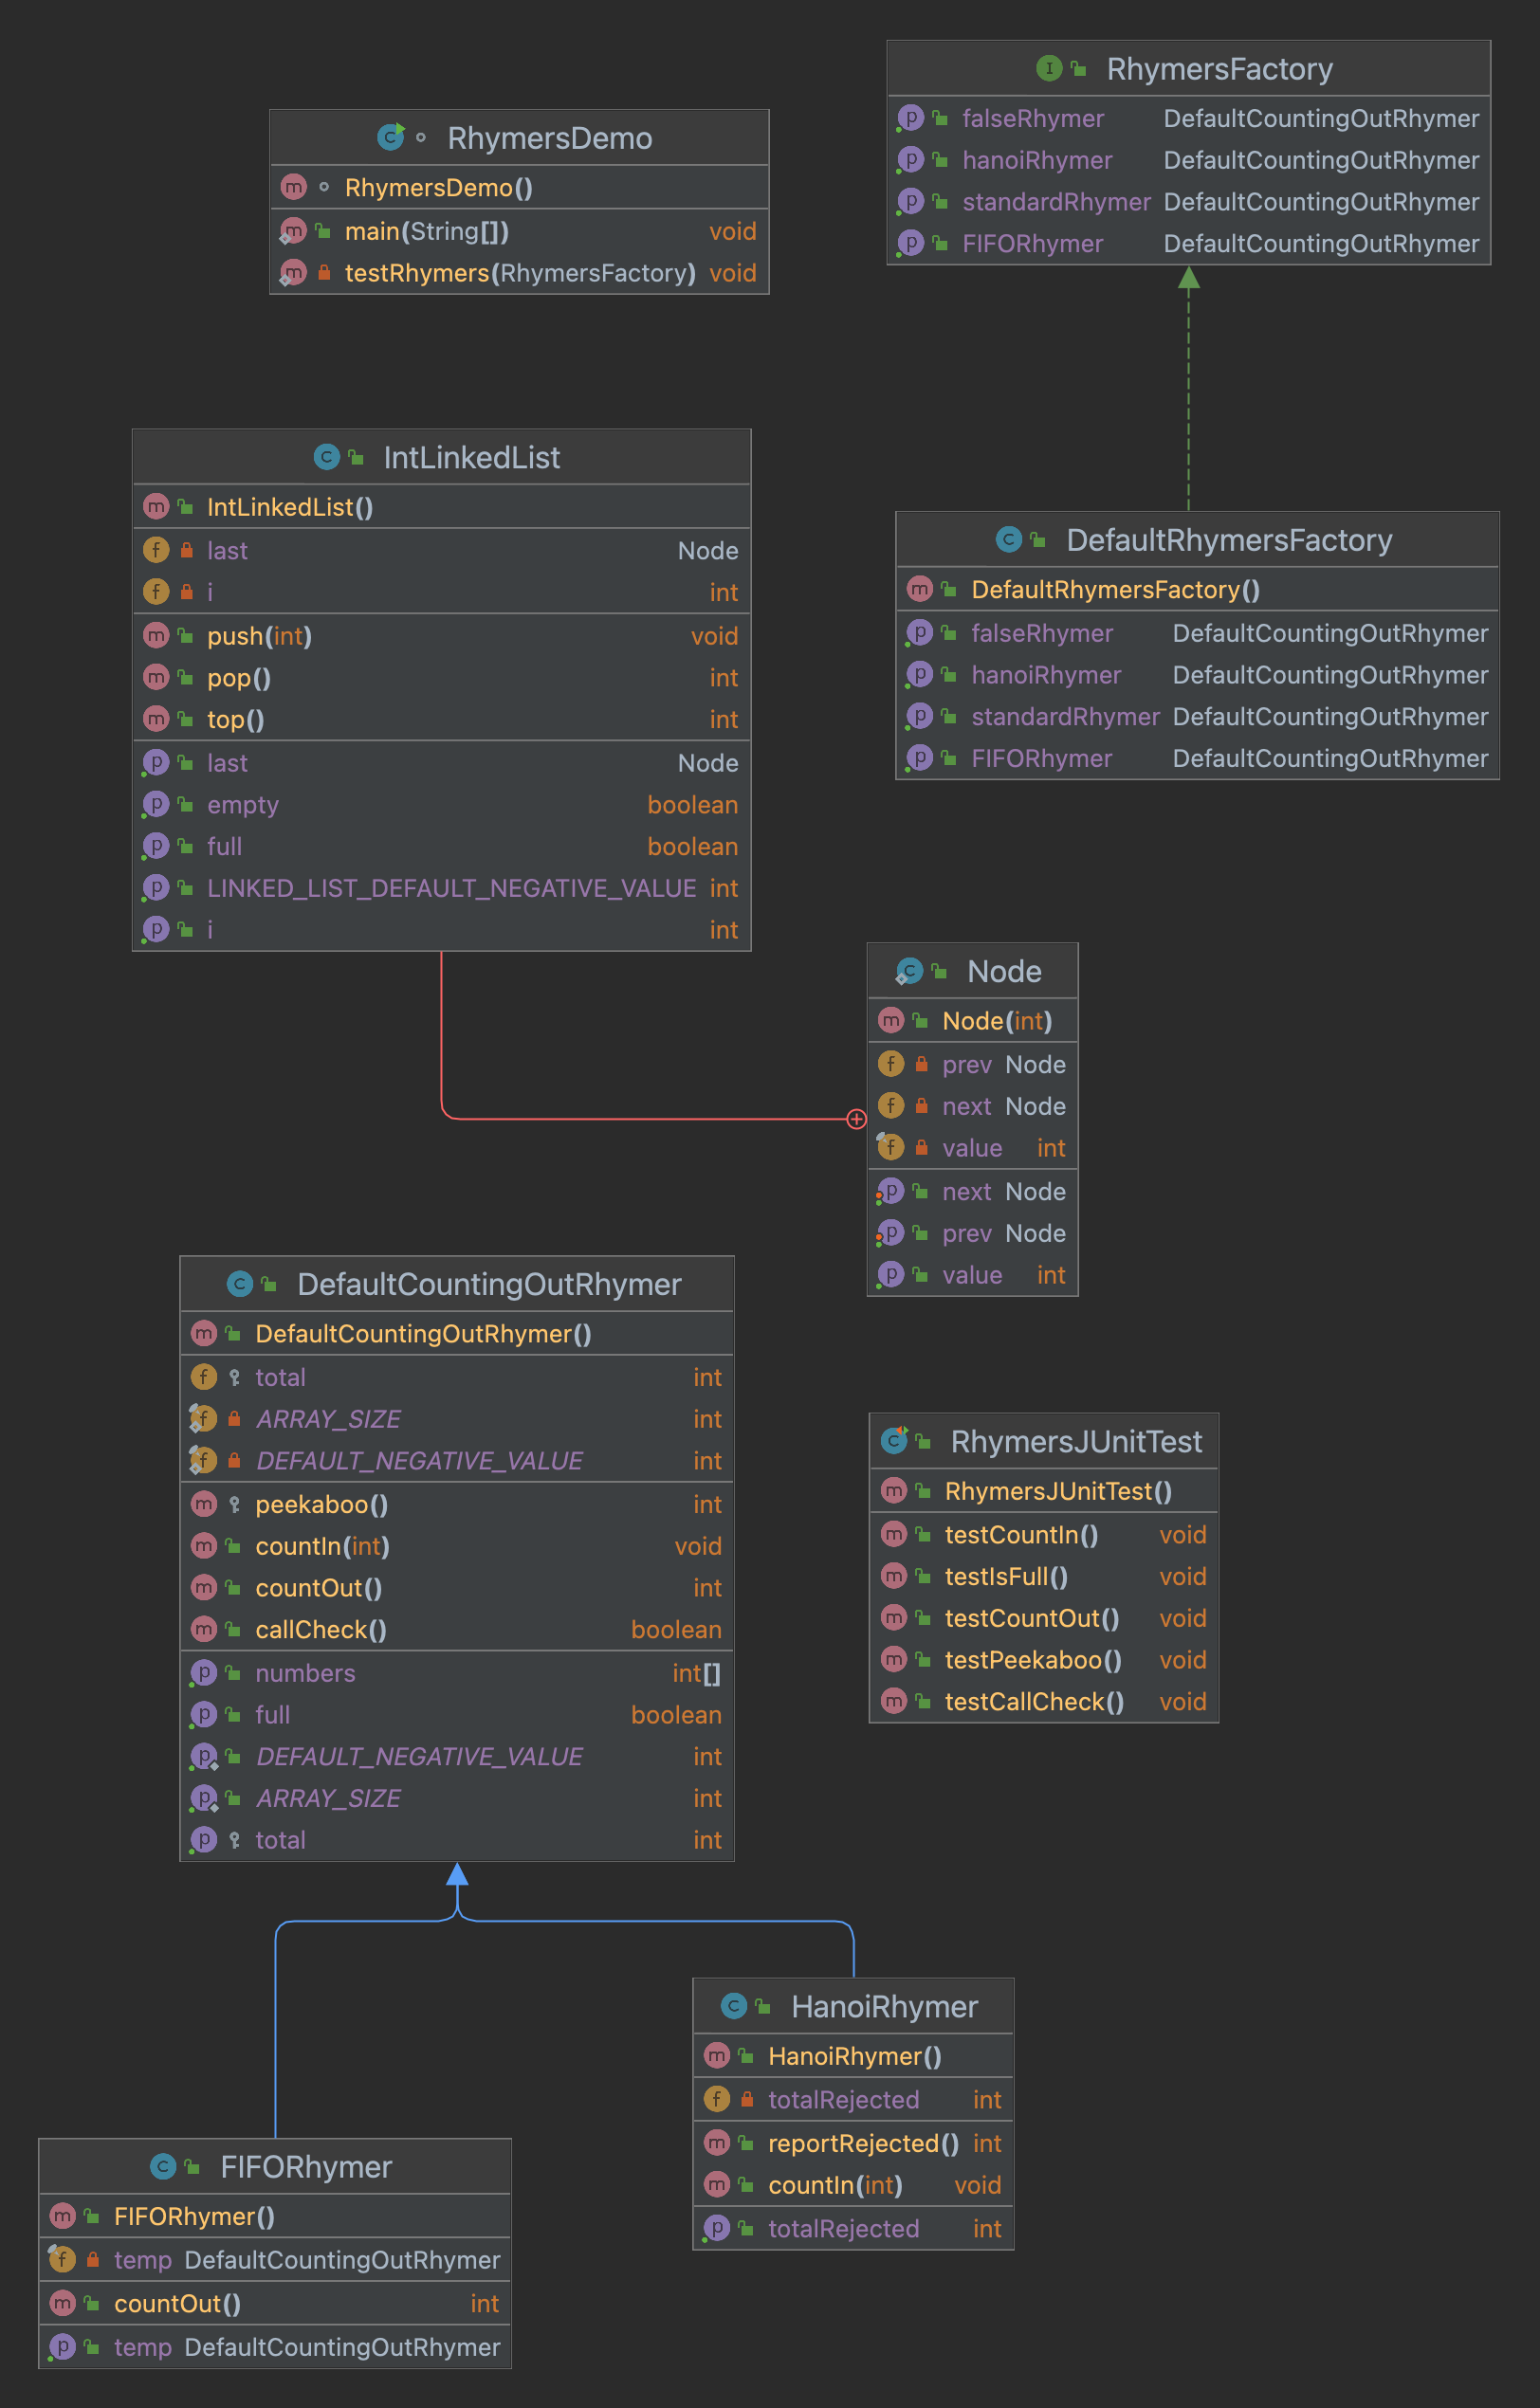 RhymersFactory
falseRhymer DefaultCountingOutRhymer
hanoiRhymer DefaultCountingOutRhymer
standardRhymer DefaultCountingOutRhymer
FIFORhymer DefaultCountingOutRhymer
RhymersDemo
RhymersDemo()
main(String[]) void
testRhymers(RhymersFactory) void
IntLinkedList
IntLinkedList()
last Node
i int
push(int) void
pop() int
top() int
last Node
empty boolean
full boolean
LINKED_LIST_DEFAULT_NEGATIVE_VALUE int
i int
DefaultRhymersFactory
DefaultRhymersFactory()
falseRhymer DefaultCountingOutRhymer
hanoiRhymer DefaultCountingOutRhymer
standardRhymer DefaultCountingOutRhymer
FIFORhymer DefaultCountingOutRhymer
Node
Node(int)
prev Node
next Node
value int
next Node
prev Node
value int
DefaultCountingOutRhymer
DefaultCountingOutRhymer()
total int
ARRAY_SIZE int
DEFAULT_NEGATIVE_VALUE int
peekaboo() int
countIn(int) void
countOut() int
callCheck() boolean
numbers int[]
full boolean
DEFAULT_NEGATIVE_VALUE int
ARRAY_SIZE int
total int
RhymersJUnitTest
RhymersJUnitTest()
testCountIn() void
testIsFull() void
testCountOut() void
testPeekaboo() void
testCallCheck() void
HanoiRhymer
HanoiRhymer()
totalRejected int
reportRejected() int
countIn(int) void
totalRejected int
FIFORhymer
FIFORhymer()
temp DefaultCountingOutRhymer
countOut() int
temp DefaultCountingOutRhymer